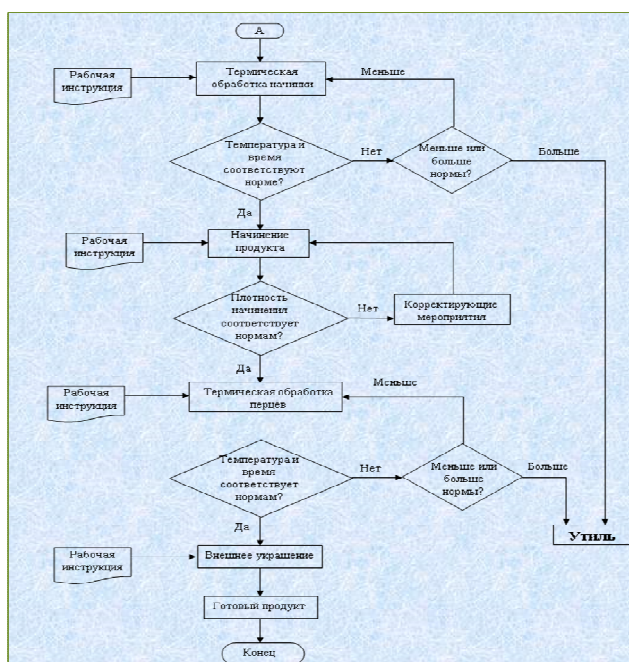 А
Рабочая
инструкция
Термическая
обработка начинки
Меньше
Температура и
время
соответствуют
норме?
Нет
Меньше или
больше
нормы?
Больше
Да
Рабочая
инструкция
Начинение
продукта
Плотность
начинения
соответствует
нормам?
Нет
Корректирующие
мероприятия
Да
Рабочая
инструкция
Термическая обработка
перцев
Меньше
Температура и
время
соответствует
нормам?
Нет
Меньше или
больше
нормы?
Больше
Утиль
Да
Рабочая
инструкция
Внешнее украшение
Готовый продукт
Конец